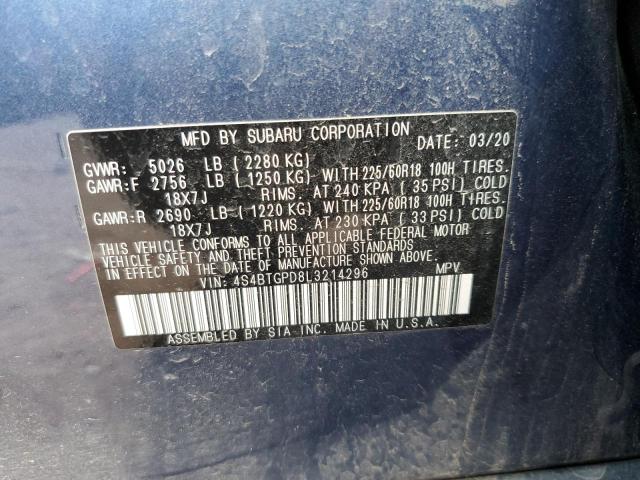 MFD BY SUBARU CORPORATION DATE: 03/20
GVWR: 5026 LB (2280 KG)
GAWR:F 2756 LB (1250 KG) WITH 225/60R18 100H TIRES.
18X7J RIMS. AT 240 KPA (35 PSI) COLD
GAWR:R 2690 LB (1220 KG) WITH 225/60R18 100H TIRES.
18X7J RIMS. AT 230 KPA (33 PSI) COLD
THIS VEHICLE CONFORMS TO ALL APPLICABLE FEDERAL MOTOR
VEHICLE SAFETY, BUMPER, AND THEFT PREVENTION STANDARDS
IN EFFECT ON THE DATE OF MANUFACTURE SHOWN ABOVE.
VIN: 4S4BTGPD8L3214296 MPV
ASSEMBLED BY SIA INC. MADE IN U.S.A.